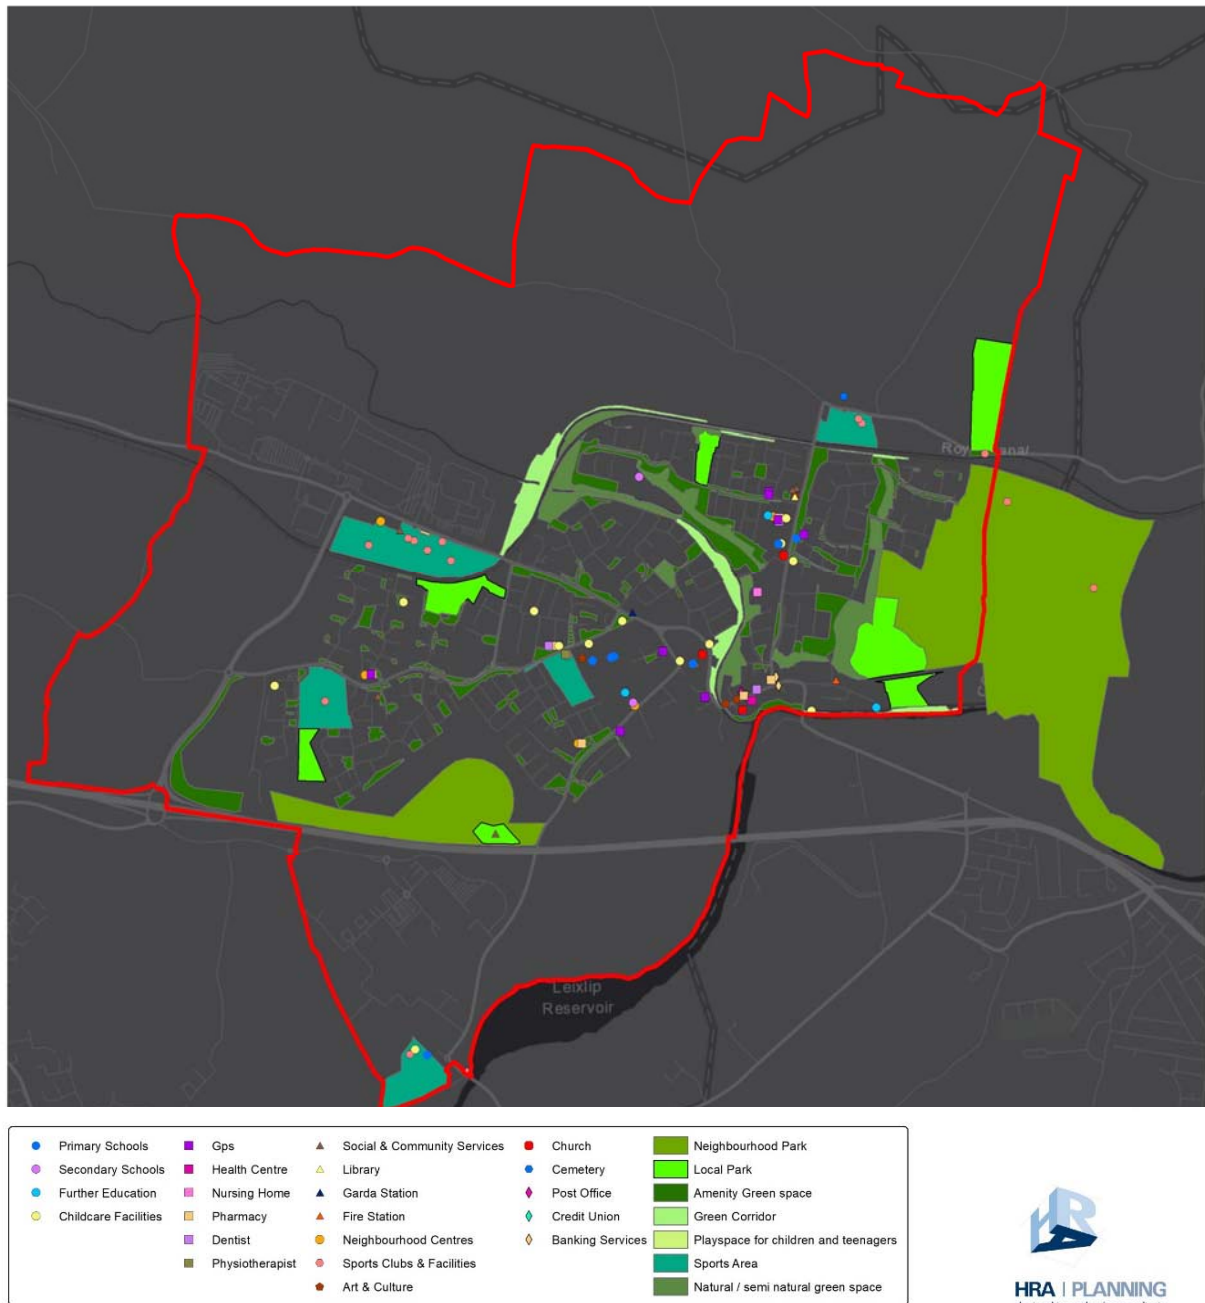 Royal Canal
Leixlip
Reservoir
Primary Schools
Secondary Schools
Further Education
Childcare Facilities
Gps
Health Centre
Nursing Home
Pharmacy
Dentist
Physiotherapist
Social & Community Services
Library
Garda Station
Fire Station
Neighbourhood Centres
Sports Clubs & Facilities
Art & Culture
Church
Cemetery
Post Office
Credit Union
Banking Services
Neighbourhood Park
Local Park
Amenity Green space
Green Corridor
Playspace for children and teenagers
Sports Area
Natural / semi natural green space
HRA | PLANNING